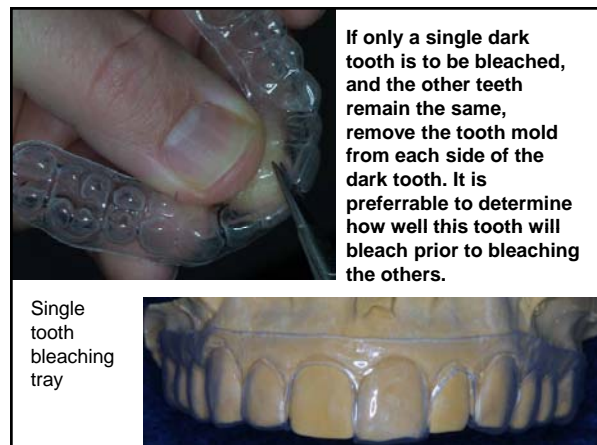 If only a single dark
tooth is to be bleached,
and the other teeth
remain the same,
remove the tooth mold
from each side of the
dark tooth. It is
preferrable to determine
how well this tooth will
bleach prior to bleaching
the others.
Single
tooth
bleaching
tray